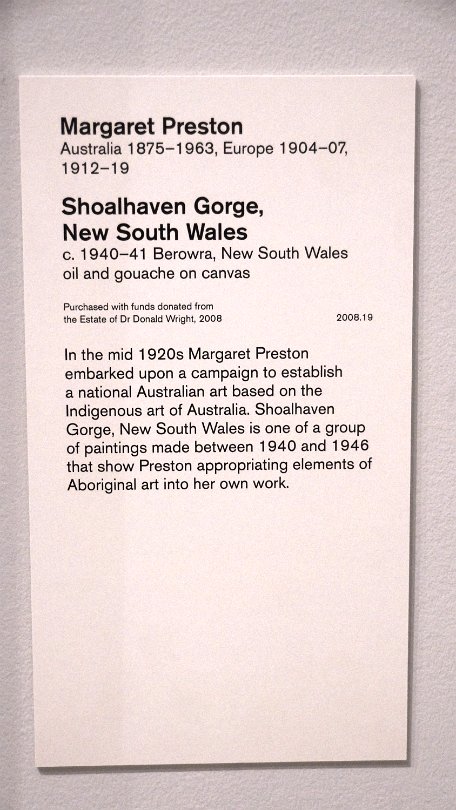 Margaret Preston
Australia 1875–1963, Europe 1904–07,
1912–19
Shoalhaven Gorge,
New South Wales
c. 1940–41 Berowra, New South Wales
oil and gouache on canvas
Purchased with funds donated from
the Estate of Dr Donald Wright, 2008 2008.19
In the mid 1920s Margaret Preston
embarked upon a campaign to establish
a national Australian art based on the
Indigenous art of Australia. Shoalhaven
Gorge, New South Wales is one of a group
of paintings made between 1940 and 1946
that show Preston appropriating elements of
Aboriginal art into her own work.